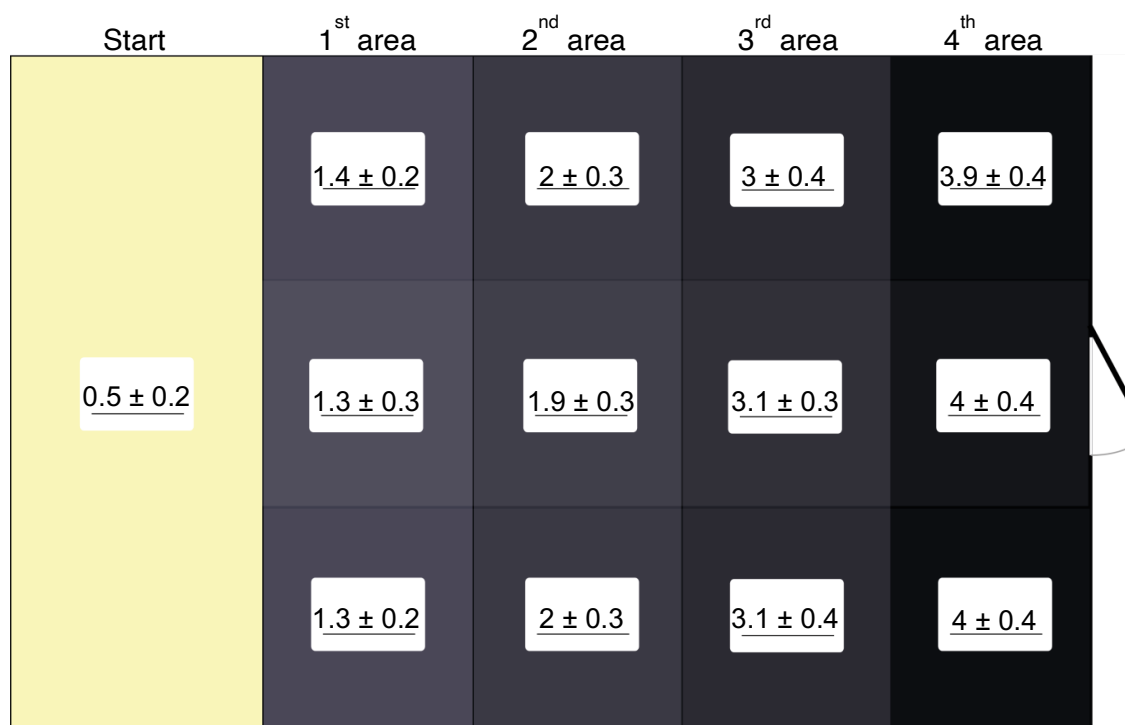 Start 1st area 2nd area 3rd area 4th area
1.4 ± 0.2 2 ± 0.3 3 ± 0.4 3.9 ± 0.4
0.5 ± 0.2 1.3 ± 0.3 1.9 ± 0.3 3.1 ± 0.3 4 ± 0.4
1.3 ± 0.2 2 ± 0.3 3.1 ± 0.4 4 ± 0.4